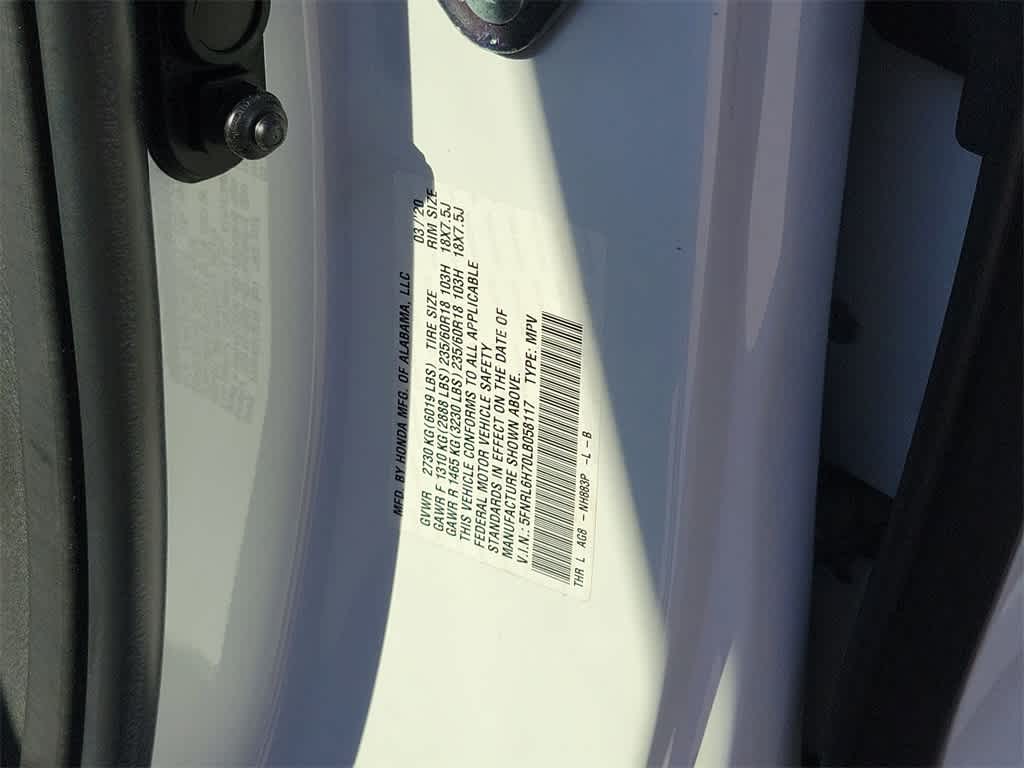 MFD. BY HONDA MFG. OF ALABAMA, LLC 03/20
GVWR 2730 KG(6019 LBS) TIRE SIZE RIM SIZE
GAWR F 1310 KG(2888 LBS) 235/60R18 103H 18X7.5J
GAWR R 1465 KG(3230 LBS) 235/60R18 103H 18X7.5J
THIS VEHICLE CONFORMS TO ALL APPLICABLE
FEDERAL MOTOR VEHICLE SAFETY
STANDARDS IN EFFECT ON THE DATE OF
MANUFACTURE SHOWN ABOVE.
V.I.N.:5FNRL6H70LB058117 TYPE: MPV
THR L AGB -NH883P -L-B